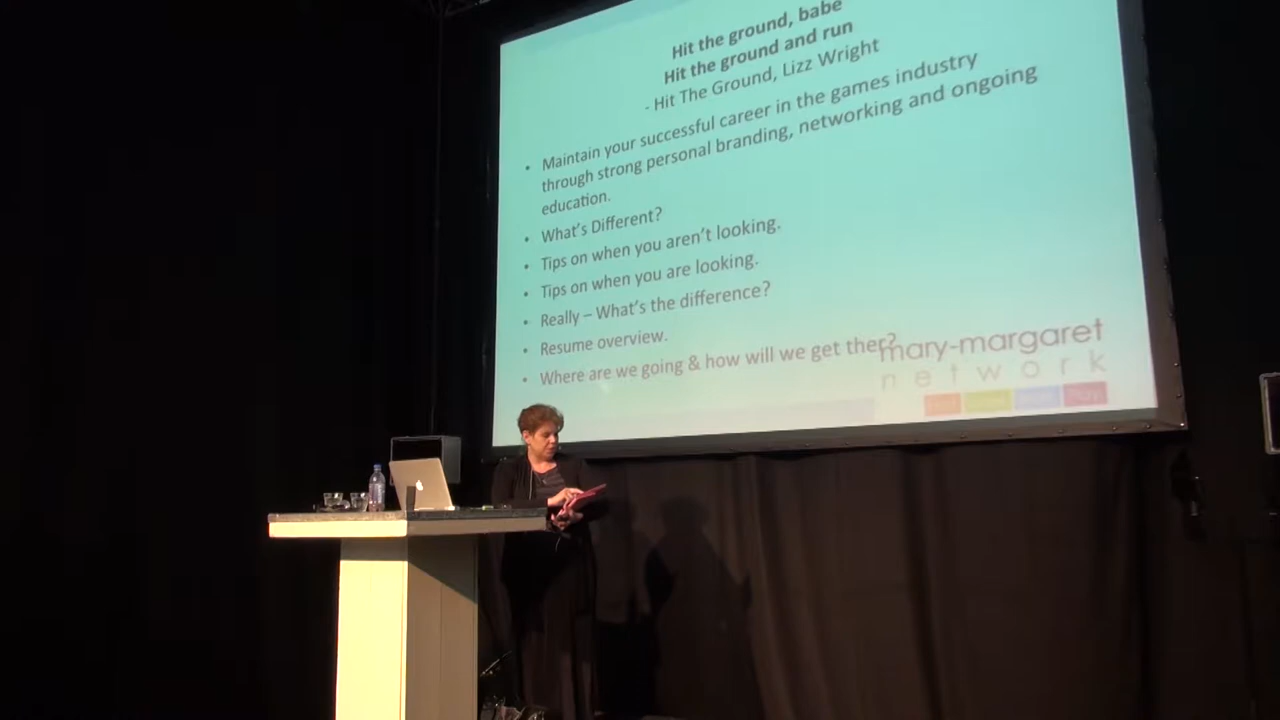 Hit the ground, babe
Hit the ground and run
- Hit The Ground, Lizz Wright
• Maintain your successful career in the games industry
through strong personal branding, networking and ongoing
education.
• What's Different?
• Tips on when you aren't looking.
• Tips on when you are looking.
• Really – What's the difference?
• Resume overview.
• Where are we going & how will we get ther?
mary-margaret
network